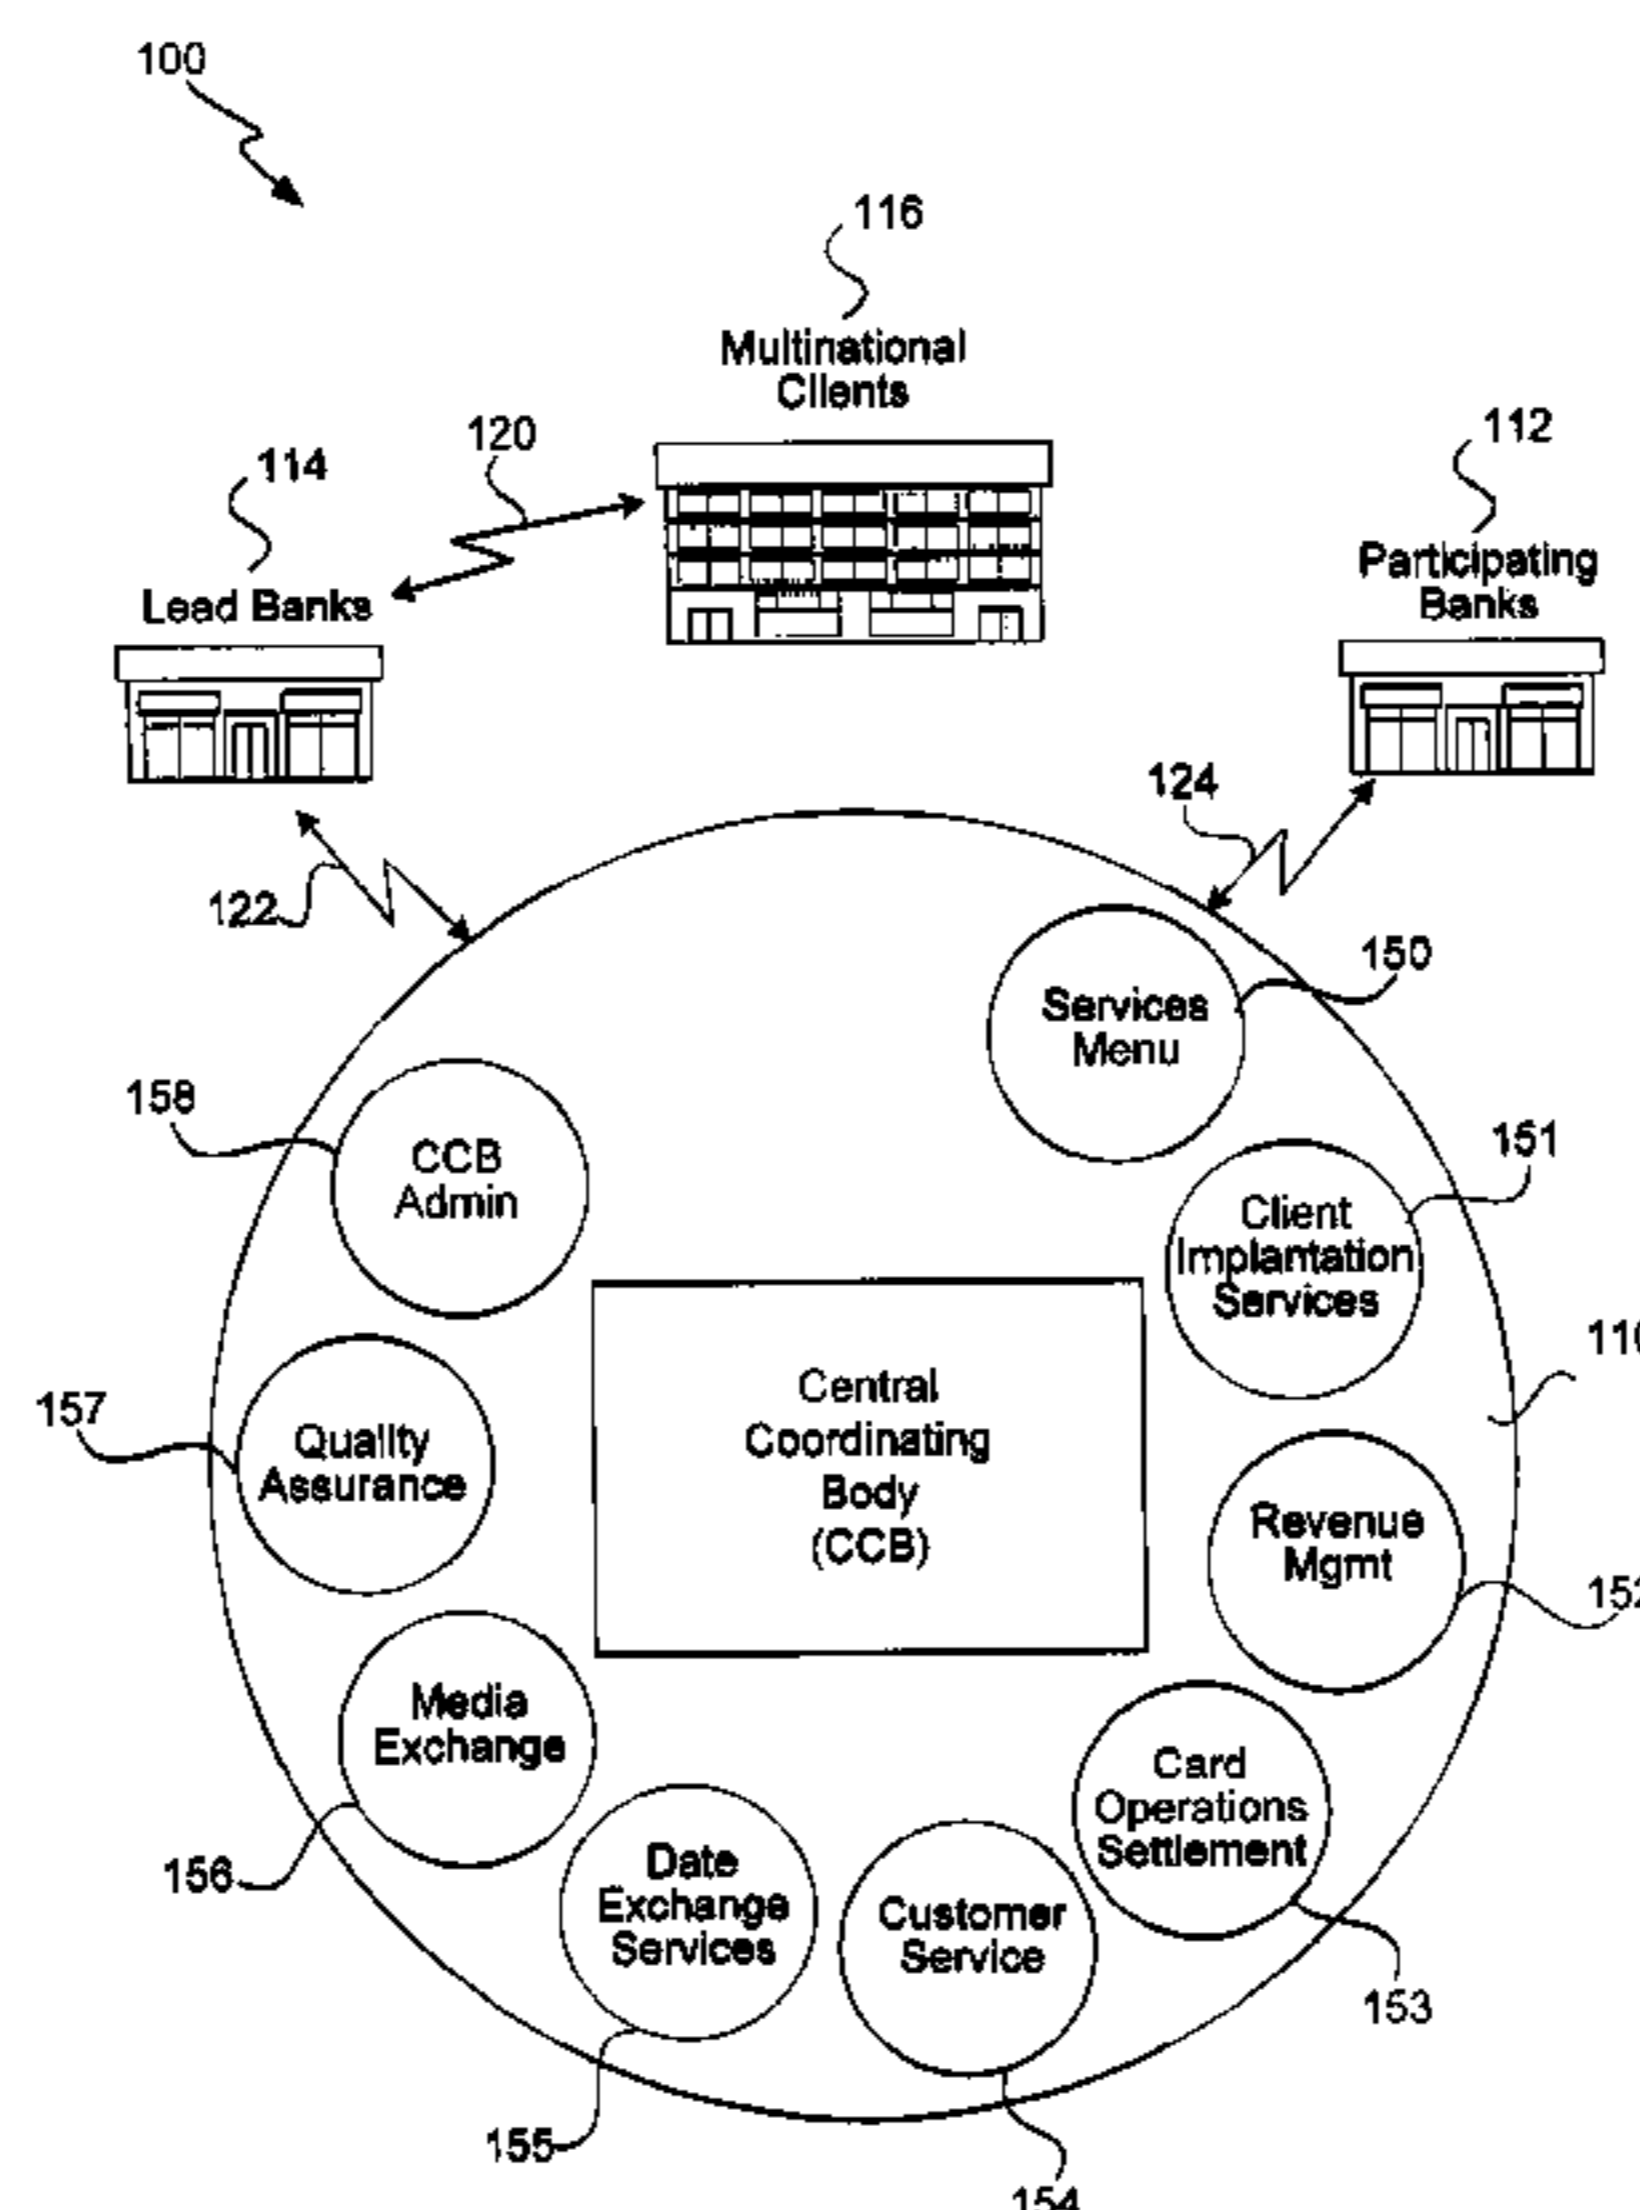 100
116
Multinational
Clients
120
112
114
Participating
Banks
Lead Banks
124
122
150
Services
Menu
158
151
CCB
Admin
Client
Implantation
Services
110
Central
Coordinating
Body
(CCB)
157
Quality
Assurance
Revenue
Mgmt
152
Media
Exchange
Card
Operations
Settlement
156
Date
Exchange
Services
Customer
Service
153
155
154